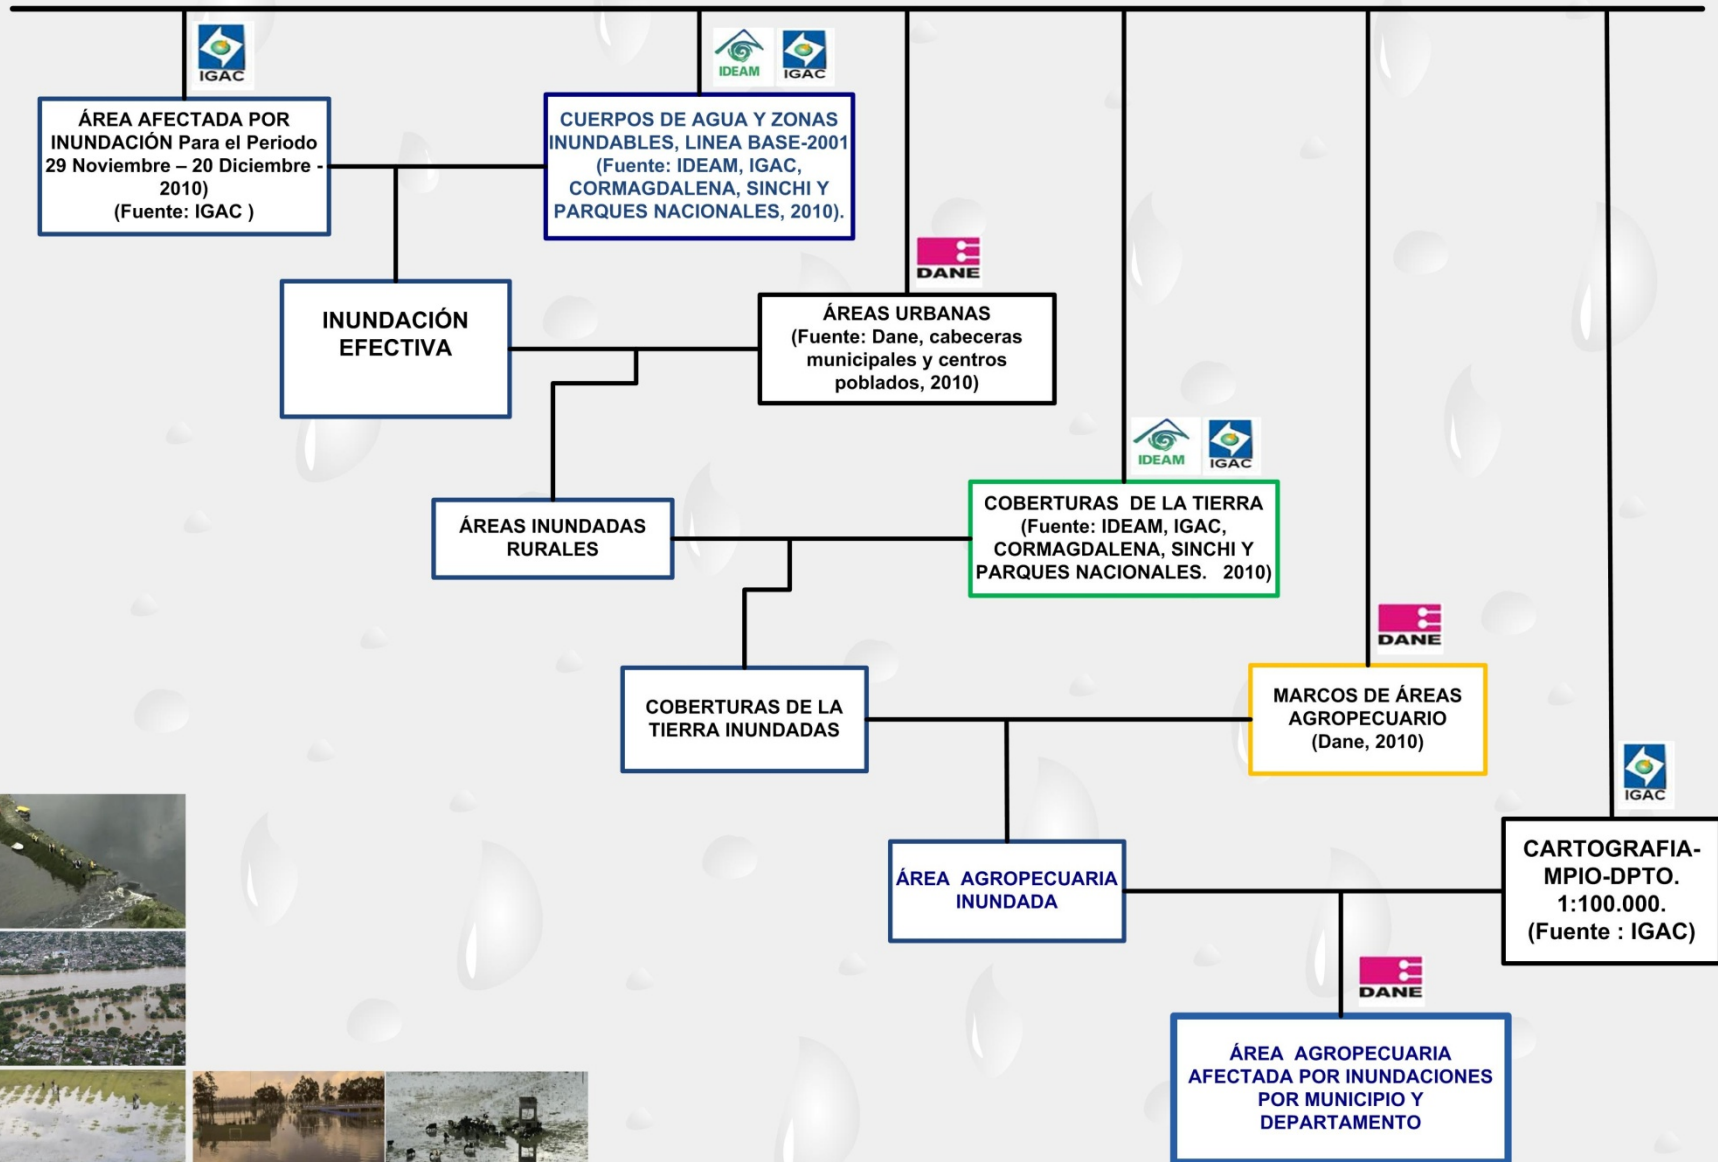 IGAC
IDEAM
IGAC
ÁREA AFECTADA POR
INUNDACIÓN Para el Periodo
29 Noviembre – 20 Diciembre -
2010)
(Fuente: IGAC )
CUERPOS DE AGUA Y ZONAS
INUNDABLES, LINEA BASE-2001
(Fuente: IDEAM, IGAC,
CORMAGDALENA, SINCHI Y
PARQUES NACIONALES, 2010).
DANE
INUNDACIÓN
EFECTIVA
ÁREAS URBANAS
(Fuente: Dane, cabeceras
municipales y centros
poblados, 2010)
IDEAM
IGAC
ÁREAS INUNDADAS
RURALES
COBERTURAS DE LA TIERRA
(Fuente: IDEAM, IGAC,
CORMAGDALENA, SINCHI Y
PARQUES NACIONALES. 2010)
DANE
COBERTURAS DE LA
TIERRA INUNDADAS
MARCOS DE ÁREAS
AGROPECUARIO
(Dane, 2010)
IGAC
ÁREA AGROPECUARIA
INUNDADA
CARTOGRAFIA-
MPIO-DPTO.
1:100.000.
(Fuente : IGAC)
DANE
ÁREA AGROPECUARIA
AFECTADA POR INUNDACIONES
POR MUNICIPIO Y
DEPARTAMENTO